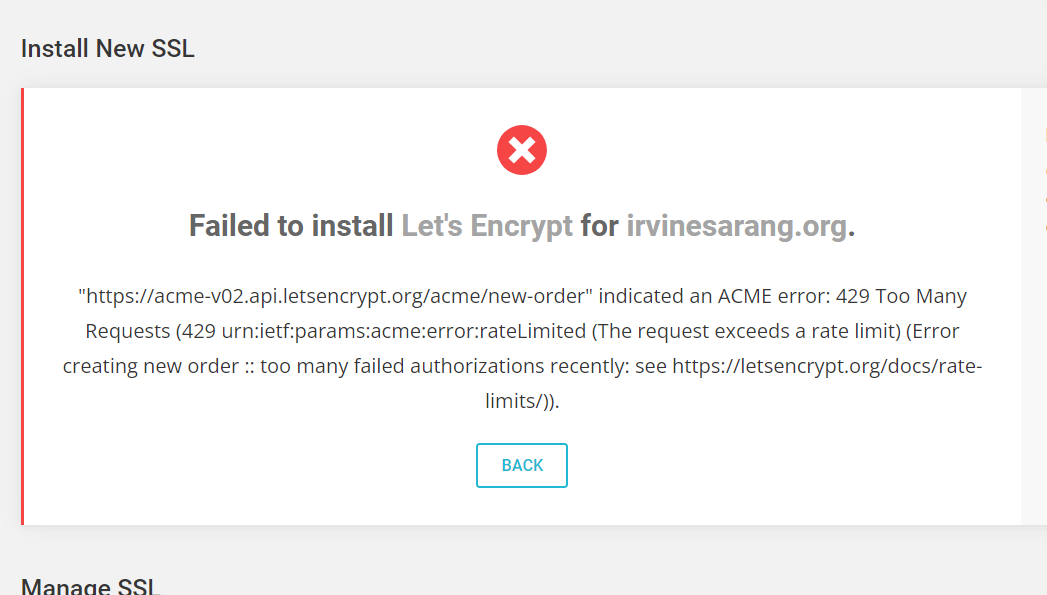 Install New SSL
Failed to install Let's Encrypt for irvinesarang.org.
"https://acme-v02.api.letsencrypt.org/acme/new-order" indicated an ACME error: 429 Too Many
Requests (429 urn:ietf:params:acme:error:rateLimited (The request exceeds a rate limit) (Error
creating new order :: too many failed authorizations recently: see https://letsencrypt.org/docs/rate-
limits/)).
BACK
Manage SSL